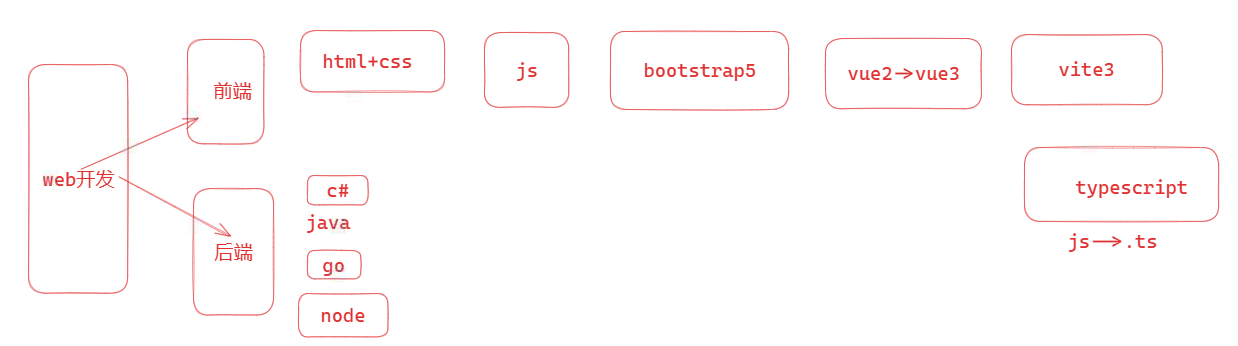 web开发
前端
html+css
js
bootstrap5
vue2→vue3
vite3
typescript
js→.ts
后端
c#
java
go
node